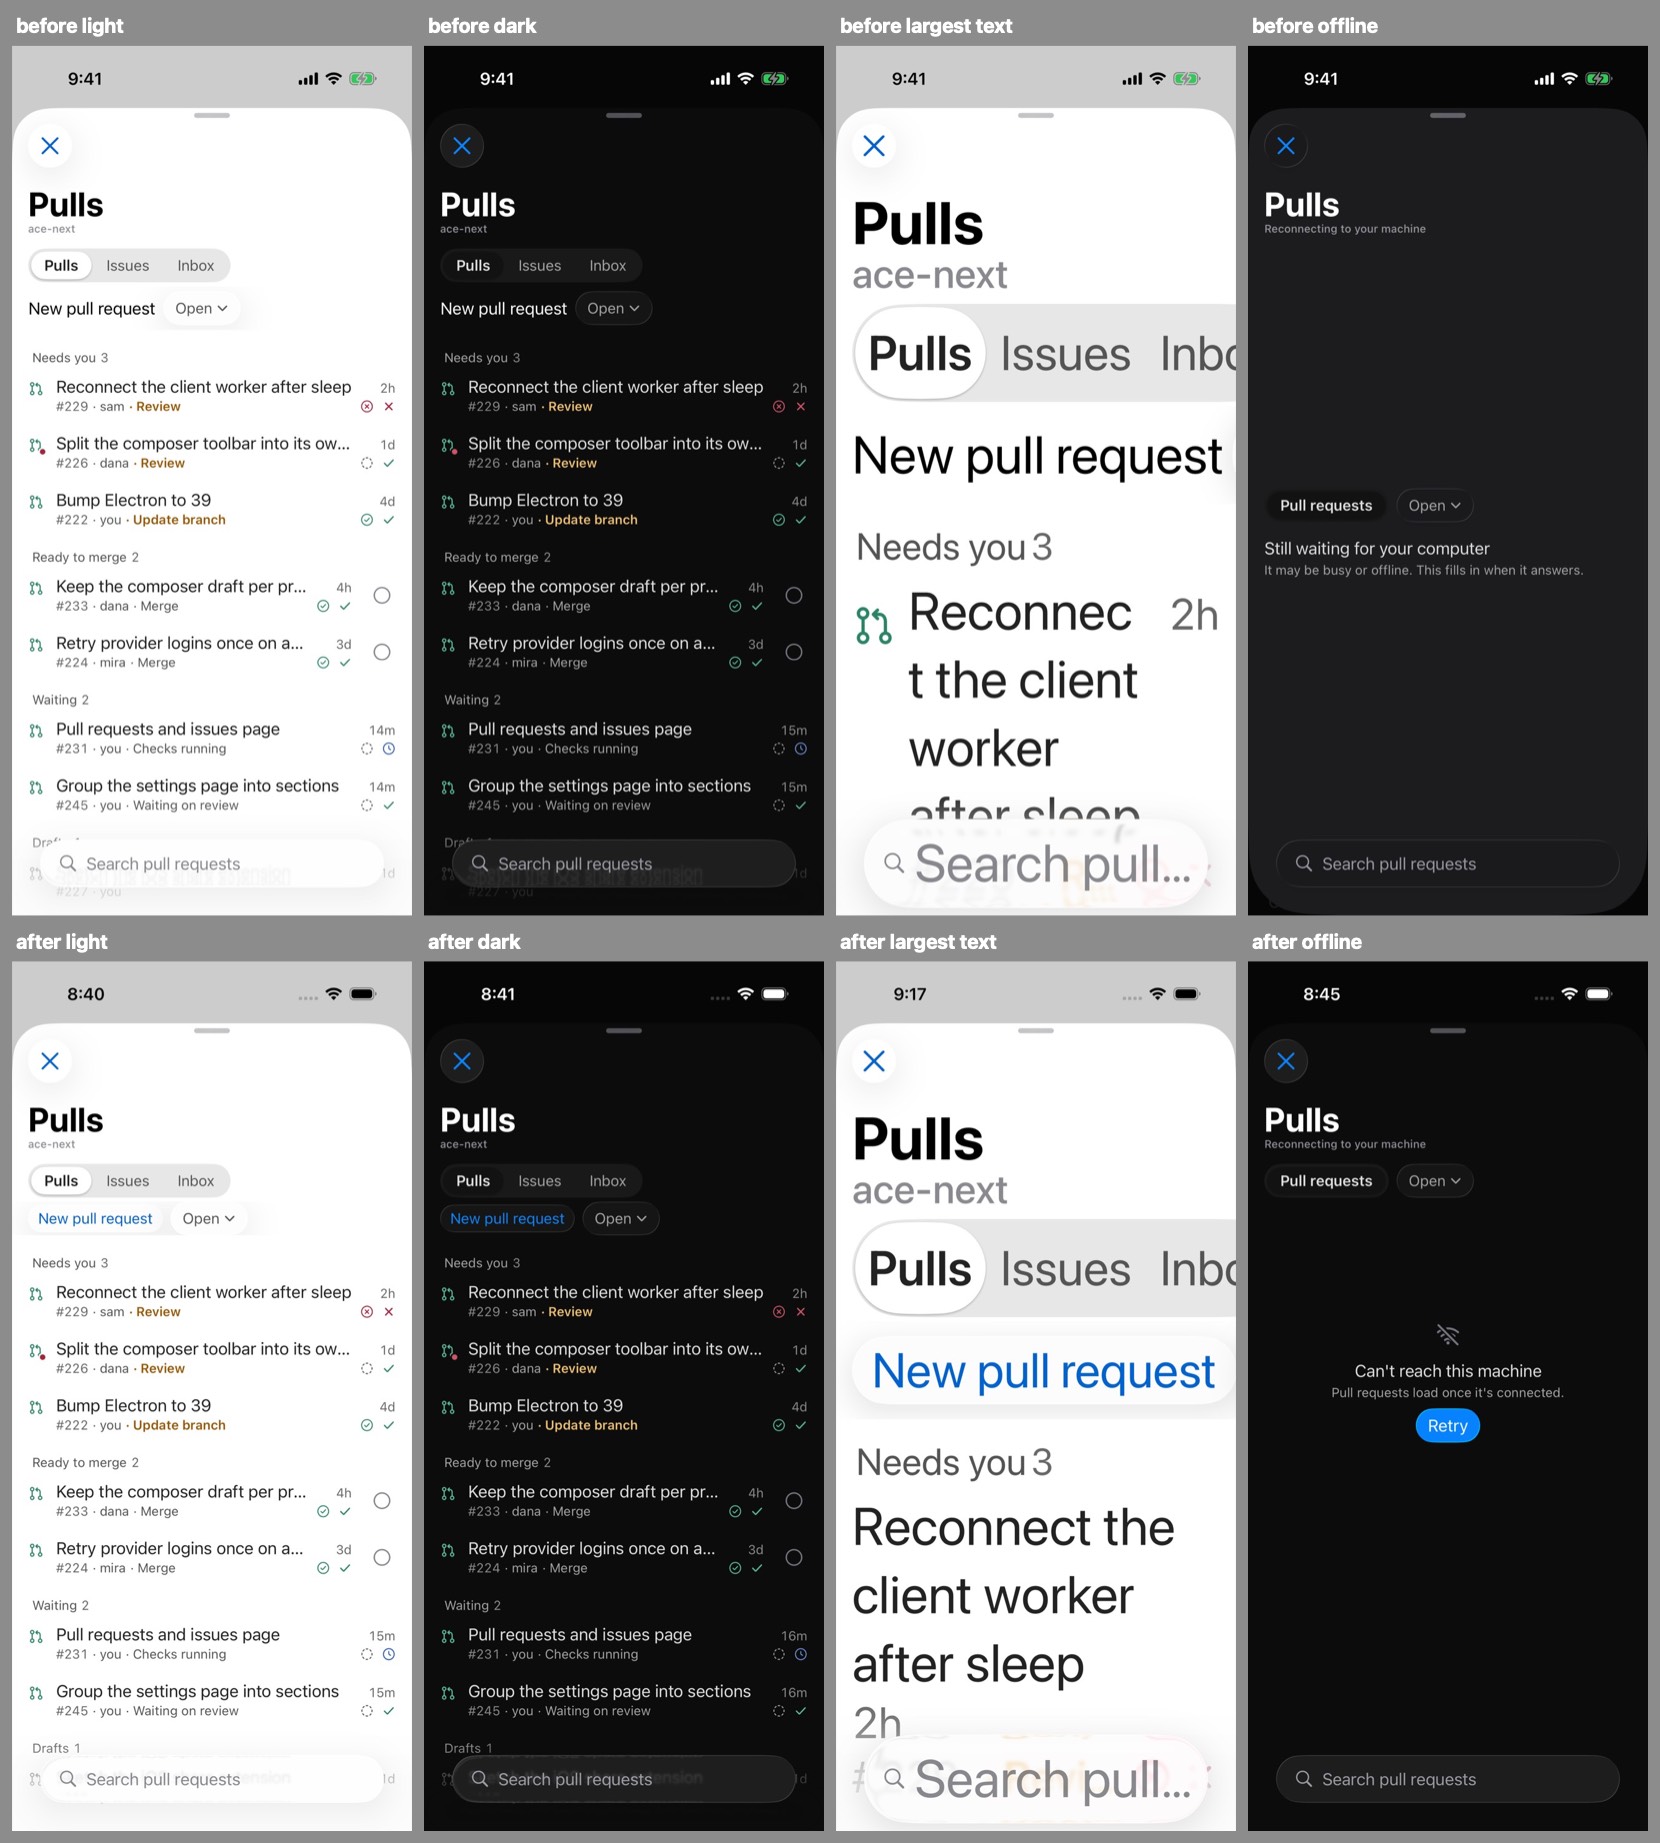 before light
9:41
Pulls
ace-next
Pulls Issues Inbox
New pull request Open
Needs you 3
Reconnect the client worker after sleep 2h
#229 · sam · Review
Split the composer toolbar into its ow... 1d
#226 · dana · Review
Bump Electron to 39 4d
#222 · you · Update branch
Ready to merge 2
Keep the composer draft per pr... 4h
#233 · dana · Merge
Retry provider logins once on a... 3d
#224 · mira · Merge
Waiting 2
Pull requests and issues page 14m
#231 · you · Checks running
Group the settings page into sections 14m
#245 · you · Waiting on review
Search pull requests
1d
#227 · you
before dark
9:41
Pulls
ace-next
Pulls Issues Inbox
New pull request Open
Needs you 3
Reconnect the client worker after sleep 2h
#229 · sam · Review
Split the composer toolbar into its ow... 1d
#226 · dana · Review
Bump Electron to 39 4d
#222 · you · Update branch
Ready to merge 2
Keep the composer draft per pr... 4h
#233 · dana · Merge
Retry provider logins once on a... 3d
#224 · mira · Merge
Waiting 2
Pull requests and issues page 15m
#231 · you · Checks running
Group the settings page into sections 15m
#245 · you · Waiting on review
Search pull requests
1d
#227 · you
before largest text
9:41
Pulls
ace-next
Pulls Issues Inbo
New pull request
Needs you 3
Reconnec 2h
t the client
worker
after sleep
Search pull...
before offline
9:41
Pulls
Reconnecting to your machine
Pull requests Open
Still waiting for your computer
It may be busy or offline. This fills in when it answers.
Search pull requests
after light
8:40
Pulls
ace-next
Pulls Issues Inbox
New pull request Open
Needs you 3
Reconnect the client worker after sleep 2h
#229 · sam · Review
Split the composer toolbar into its ow... 1d
#226 · dana · Review
Bump Electron to 39 4d
#222 · you · Update branch
Ready to merge 2
Keep the composer draft per pr... 4h
#233 · dana · Merge
Retry provider logins once on a... 3d
#224 · mira · Merge
Waiting 2
Pull requests and issues page 15m
#231 · you · Checks running
Group the settings page into sections 15m
#245 · you · Waiting on review
Drafts 1
Search pull requests
1d
after dark
8:41
Pulls
ace-next
Pulls Issues Inbox
New pull request Open
Needs you 3
Reconnect the client worker after sleep 2h
#229 · sam · Review
Split the composer toolbar into its ow... 1d
#226 · dana · Review
Bump Electron to 39 4d
#222 · you · Update branch
Ready to merge 2
Keep the composer draft per pr... 4h
#233 · dana · Merge
Retry provider logins once on a... 3d
#224 · mira · Merge
Waiting 2
Pull requests and issues page 16m
#231 · you · Checks running
Group the settings page into sections 16m
#245 · you · Waiting on review
Drafts 1
Search pull requests
1d
after largest text
9:17
Pulls
ace-next
Pulls Issues Inbo
New pull request
Needs you 3
Reconnect the
client worker
after sleep
2h
Search pull...
after offline
8:45
Pulls
Reconnecting to your machine
Pull requests Open
Can't reach this machine
Pull requests load once it's connected.
Retry
Search pull requests